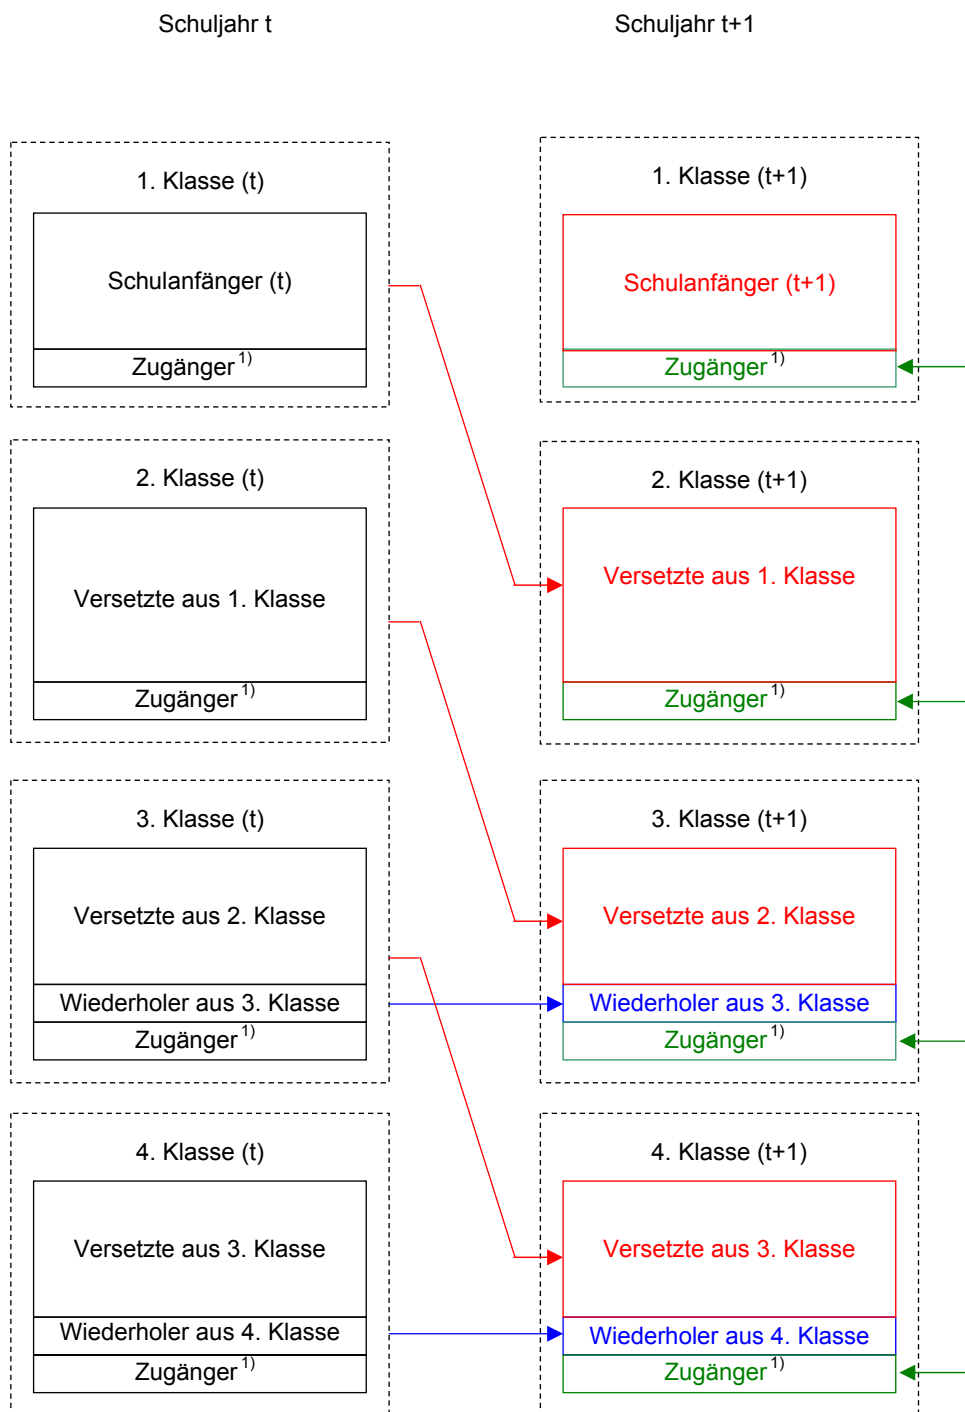 Schuljahr t
Schuljahr t+1
1. Klasse (t)
Schulanfänger (t)
Zugänger 1)
2. Klasse (t)
Versetzte aus 1. Klasse
Zugänger 1)
3. Klasse (t)
Versetzte aus 2. Klasse
Wiederholer aus 3. Klasse
Zugänger 1)
4. Klasse (t)
Versetzte aus 3. Klasse
Wiederholer aus 4. Klasse
Zugänger 1)
1. Klasse (t+1)
Schulanfänger (t+1)
Zugänger 1)
2. Klasse (t+1)
Versetzte aus 1. Klasse
Zugänger 1)
3. Klasse (t+1)
Versetzte aus 2. Klasse
Wiederholer aus 3. Klasse
Zugänger 1)
4. Klasse (t+1)
Versetzte aus 3. Klasse
Wiederholer aus 4. Klasse
Zugänger 1)